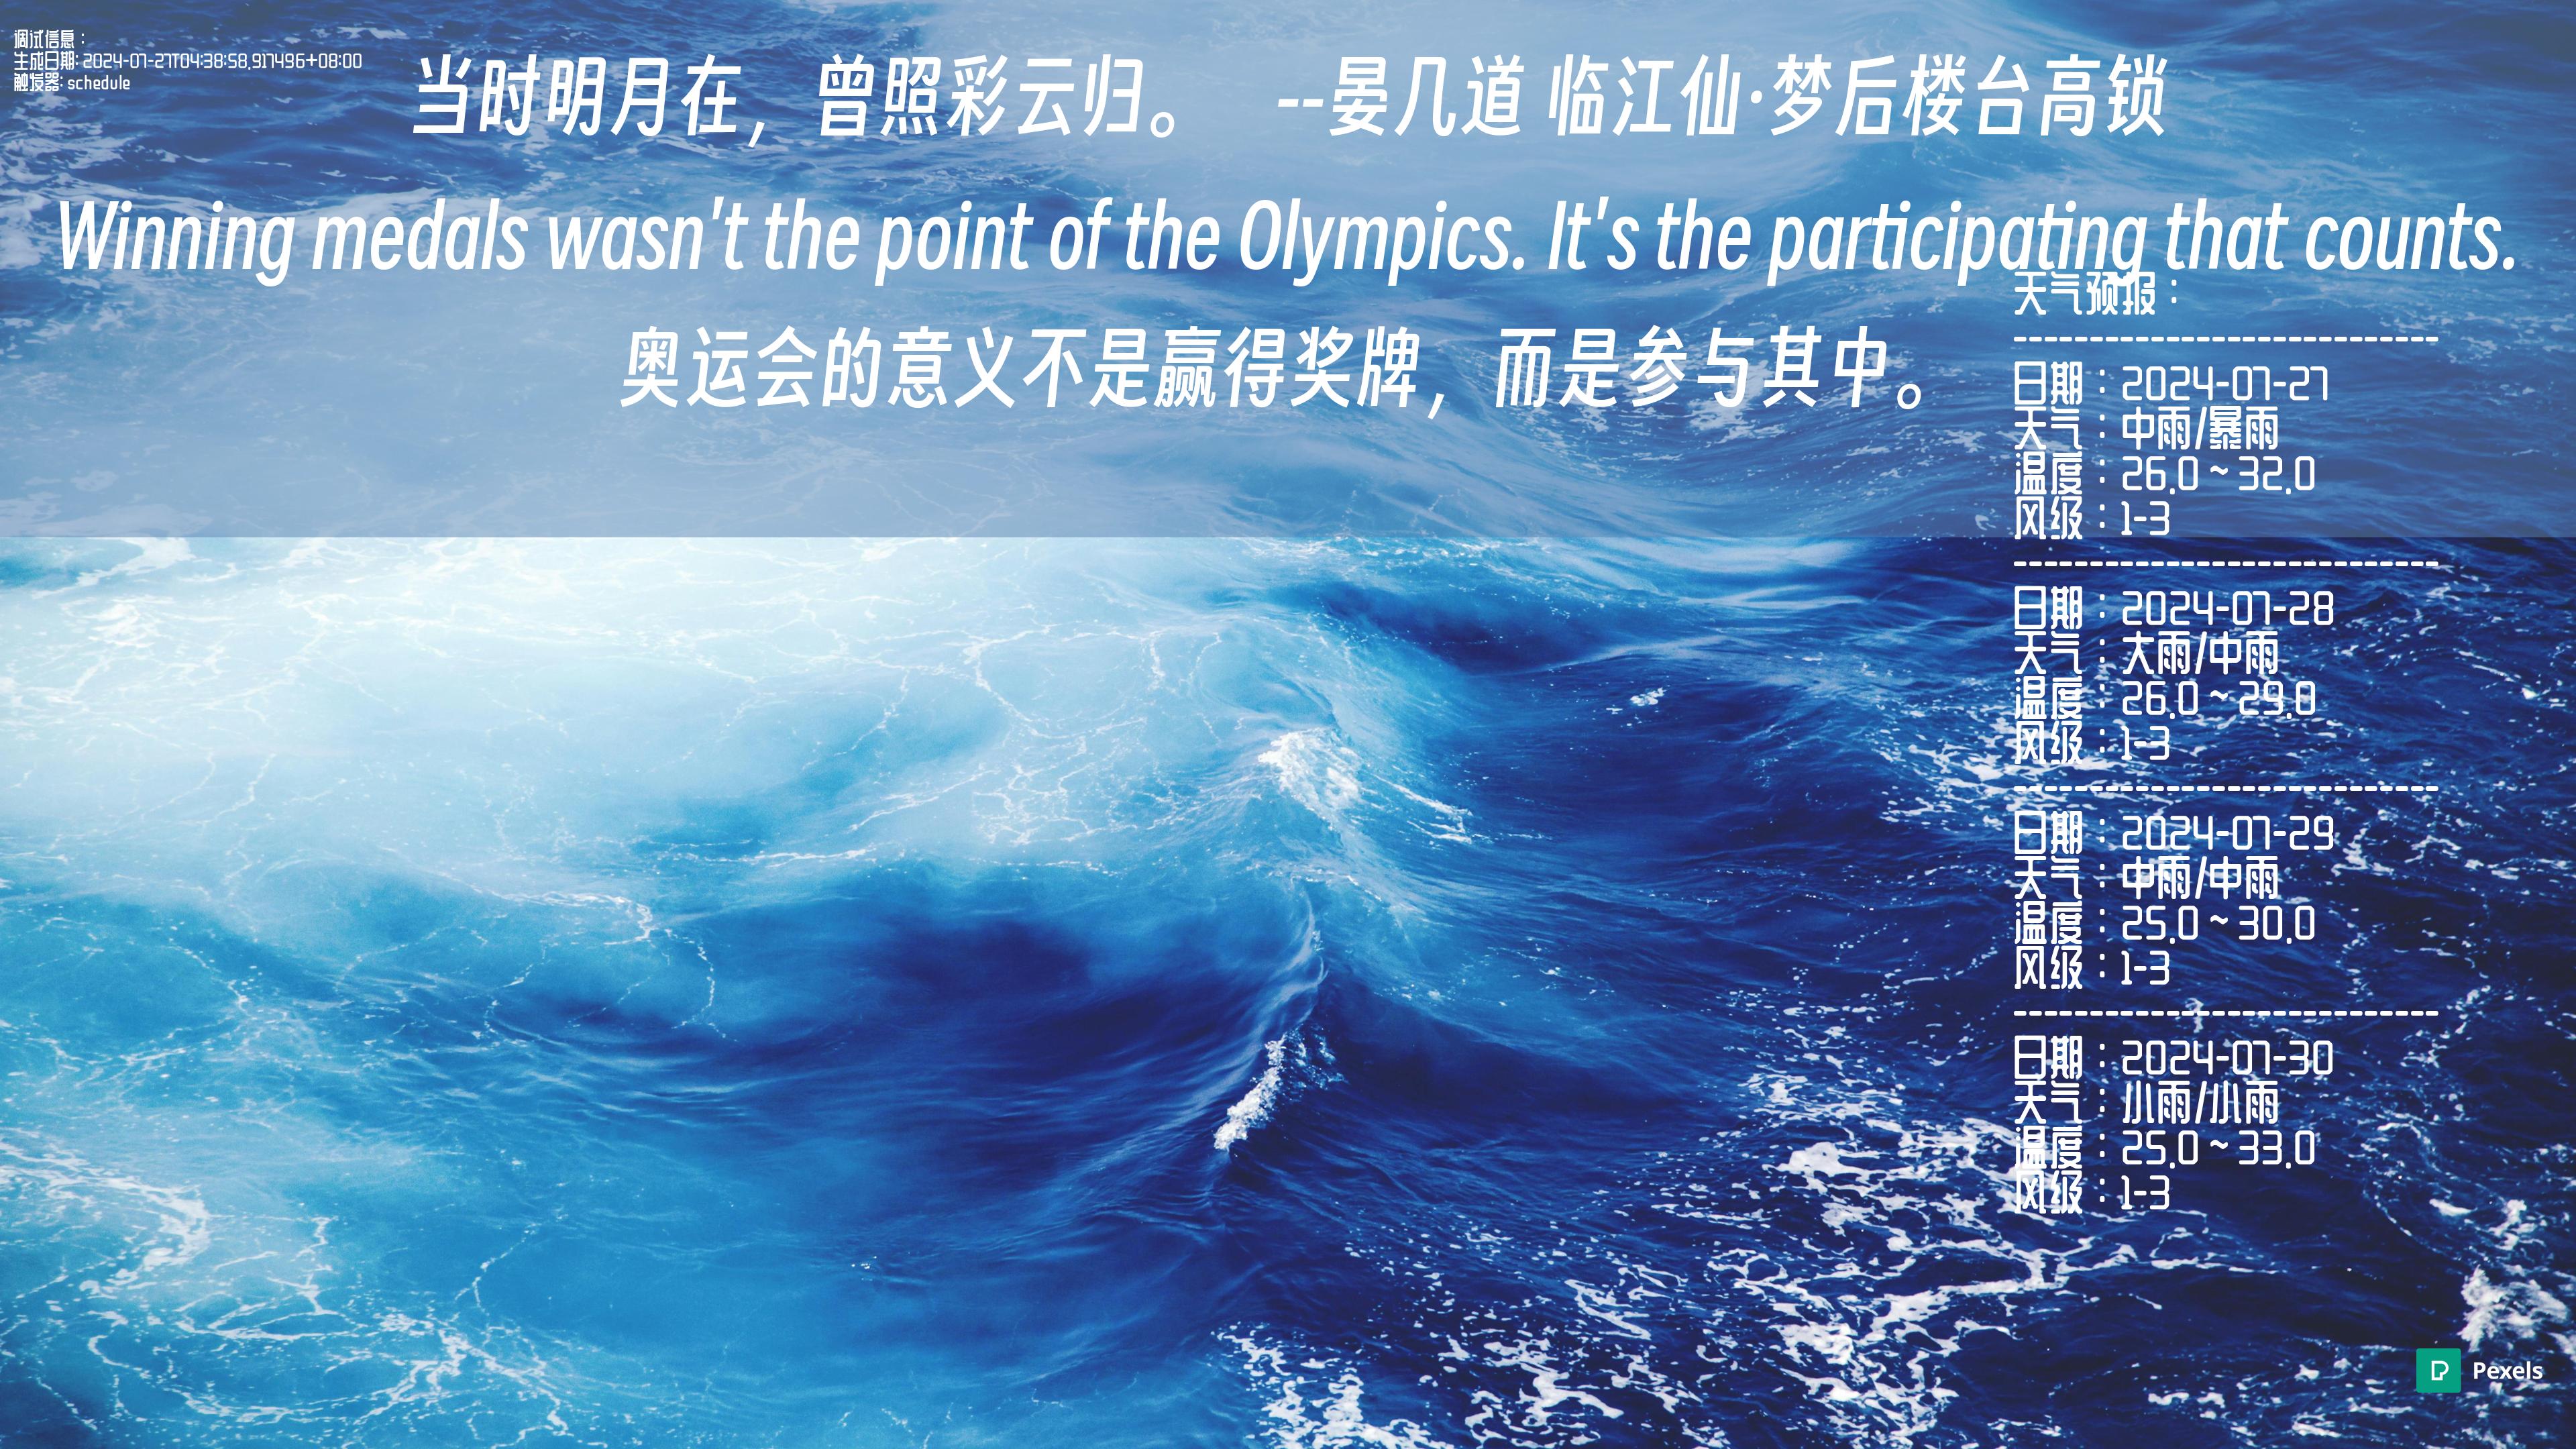 调试信息：
生成日期: 2024-07-27T04:38:58.917496+08:00
触发器: schedule
当时明月在，曾照彩云归。 --晏几道 临江仙·梦后楼台高锁
Winning medals wasn't the point of the Olympics. It's the participating that counts.
奥运会的意义不是赢得奖牌，而是参与其中。
天气预报：
------------------------------
日期：2024-07-27
天气：中雨/暴雨
温度：26.0 ~ 32.0
风级：1-3
------------------------------
日期：2024-07-28
天气：大雨/中雨
温度：26.0 ~ 29.0
风级：1-3
------------------------------
日期：2024-07-29
天气：中雨/中雨
温度：25.0 ~ 30.0
风级：1-3
------------------------------
日期：2024-07-30
天气：小雨/小雨
温度：25.0 ~ 33.0
风级：1-3
Pexels